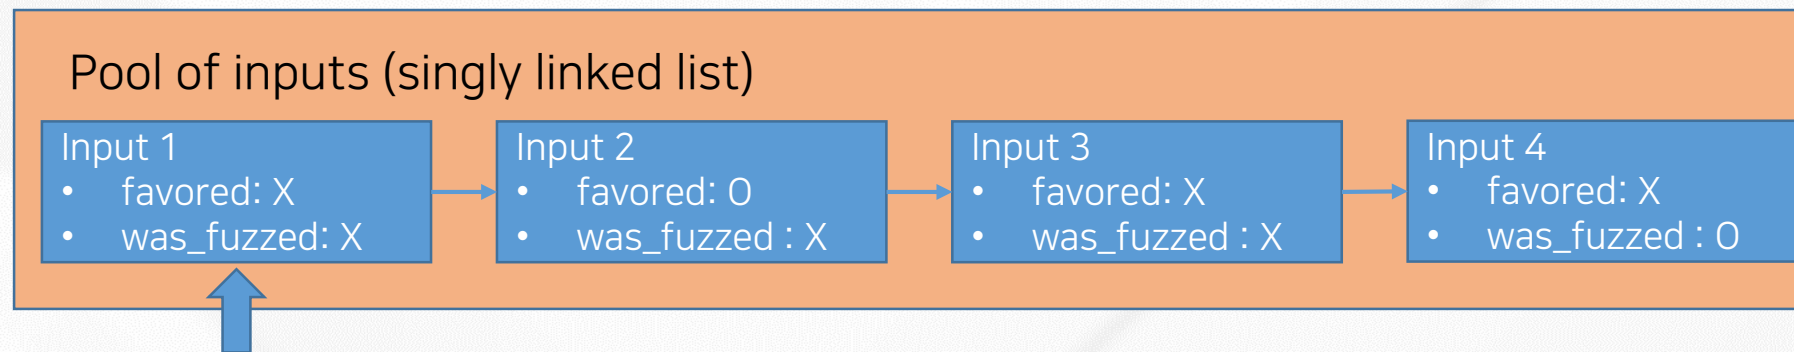 Pool of inputs (singly linked list)
Input 1
• favored: X
• was_fuzzed: X
Input 2
• favored: O
• was_fuzzed : X
Input 3
• favored: X
• was_fuzzed : X
Input 4
• favored: X
• was_fuzzed : O